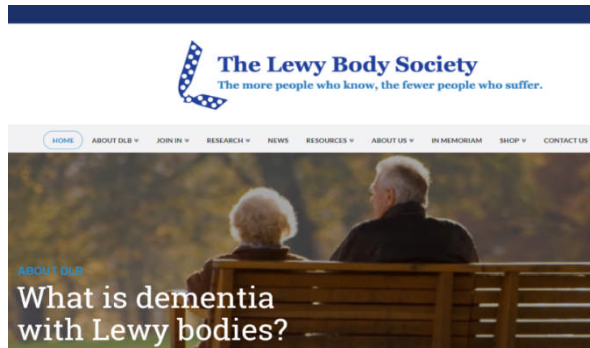 The Lewy Body Society
The more people who know, the fewer people who suffer.
HOME ABOUT DLB JOIN IN RESEARCH NEWS RESOURCES ABOUT US IN MEMORIAM SHOP CONTACT US
ABOUT DLB
What is dementia
with Lewy bodies?